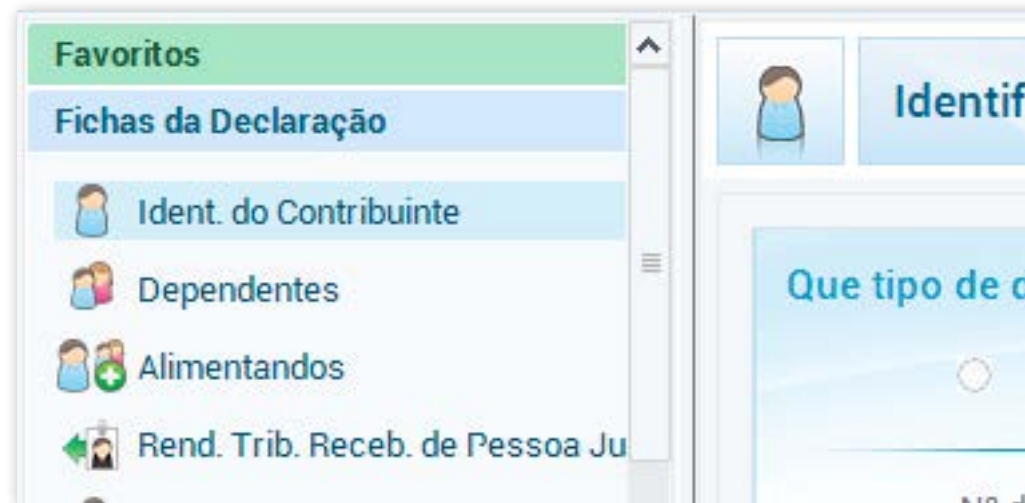 Favoritos
Fichas da Declaração
Ident. do Contribuinte
Dependentes
Alimentandos
Rend. Trib. Receb. de Pessoa Ju
Identif
Que tipo de